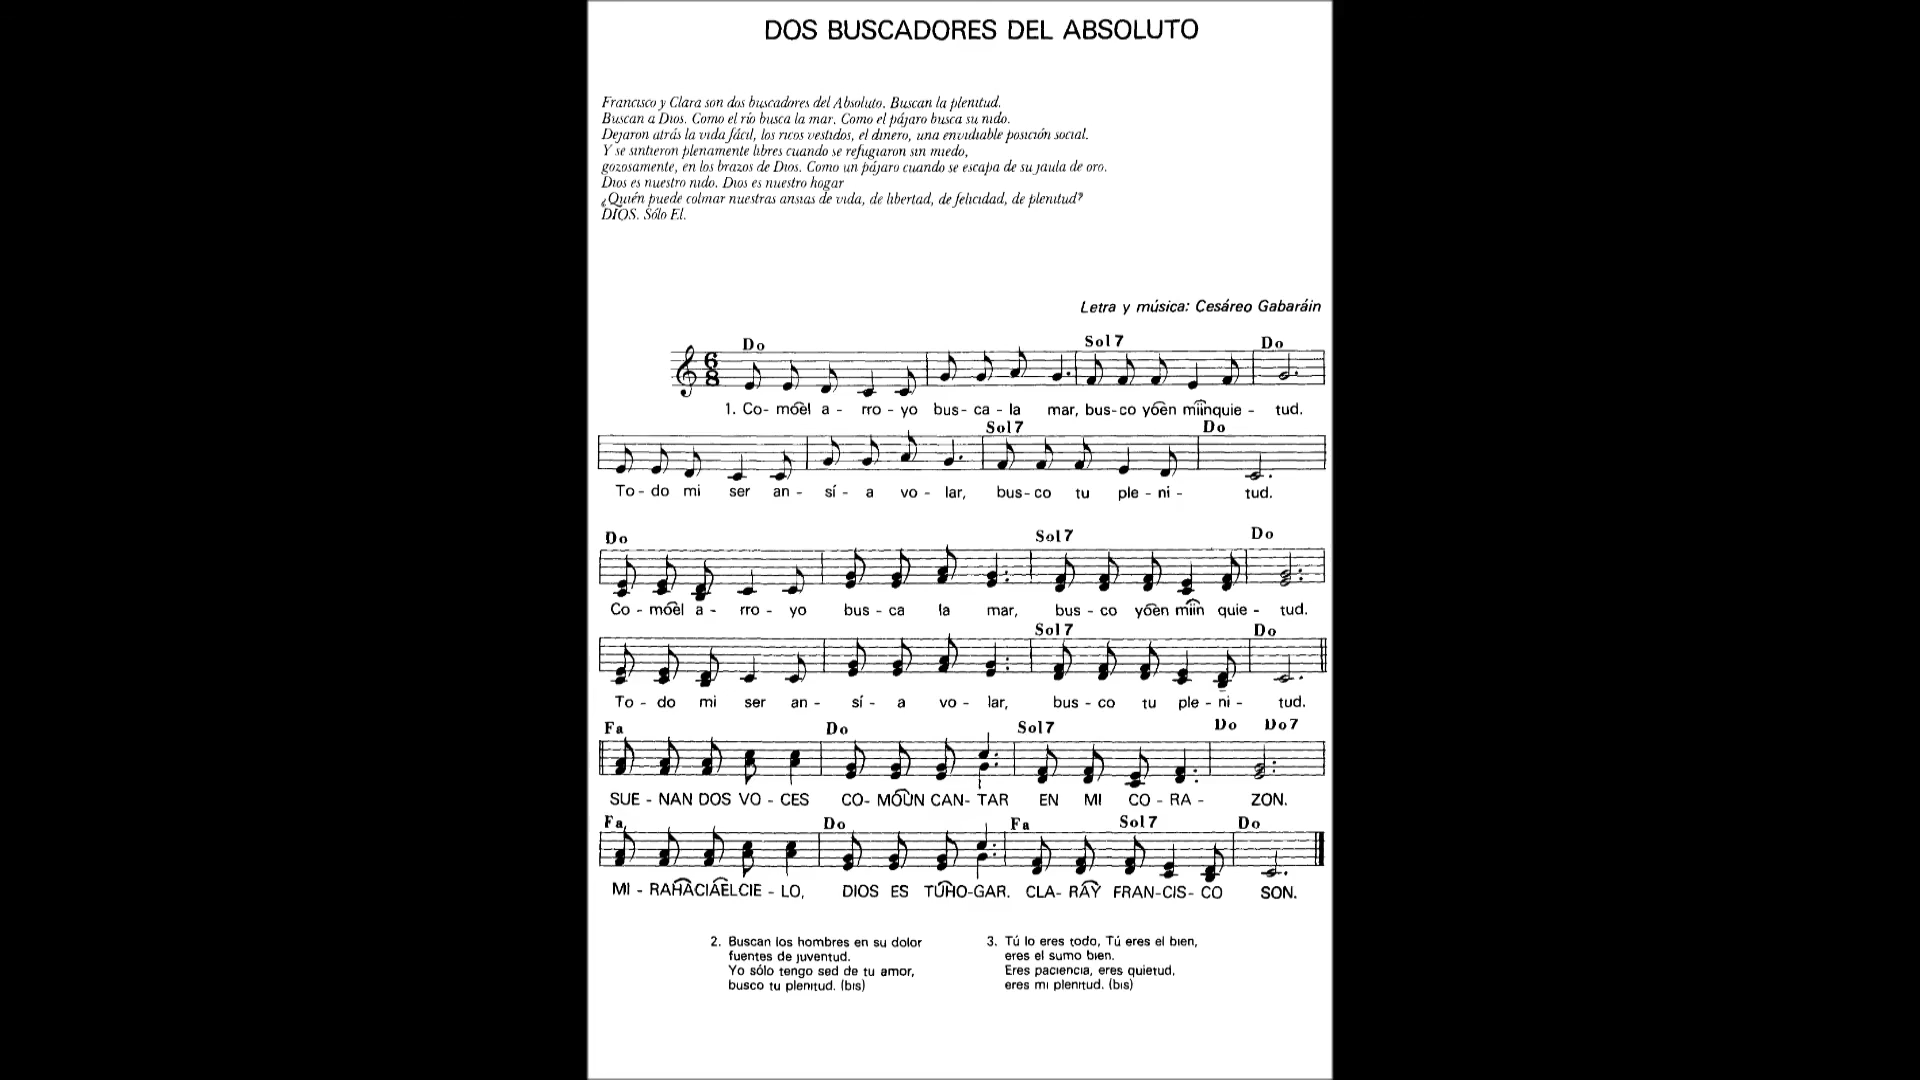 DOS BUSCADORES DEL ABSOLUTO
Francisco y Clara son dos buscadores del Absoluto. Buscan la plenitud.
Buscan a Dios. Como el río busca la mar. Como el pájaro busca su nido.
Dejaron atrás la vida fácil, los ricos vestidos, el dinero, una envidiable posición social.
Y se sintieron plenamente libres cuando se refugiaron sin miedo,
gozosamente, en los brazos de Dios. Como un pájaro cuando se escapa de su jaula de oro.
Dios es nuestro nido. Dios es nuestro hogar
¿Quién puede colmar nuestras ansias de vida, de libertad, de felicidad, de plenitud?
DIOS. Sólo El.
Letra y música: Cesáreo Gabaráin
Do Sol7 Do
6
8
1. Co- moel a - rro - yo bus - ca - la mar, bus-co yoen miinquie - tud.
Sol7 Do
To - do mi ser an - sí - a vo - lar, bus-co tu ple - ni - tud.
Do Sol7 Do
Co - moel a - rro - yo bus - ca la mar, bus - co yoen miin quie - tud.
Sol7 Do
To - do mi ser an - sí - a vo - lar, bus - co tu ple - ni - tud.
Fa Do Sol7 Do Do7
SUE - NAN DOS VO - CES CO- MOUN CAN- TAR EN MI CO - RA - ZON.
Fa Do Fa Sol7 Do
MI - RAHACIAELCIE - LO, DIOS ES TUHO-GAR. CLA- RAY FRAN-CIS- CO SON.
2. Buscan los hombres en su dolor
fuentes de juventud.
Yo sólo tengo sed de tu amor,
busco tu plenitud. (bis)
3. Tú lo eres todo, Tú eres el bien,
eres el sumo bien.
Eres paciencia, eres quietud,
eres mi plenitud. (bis)